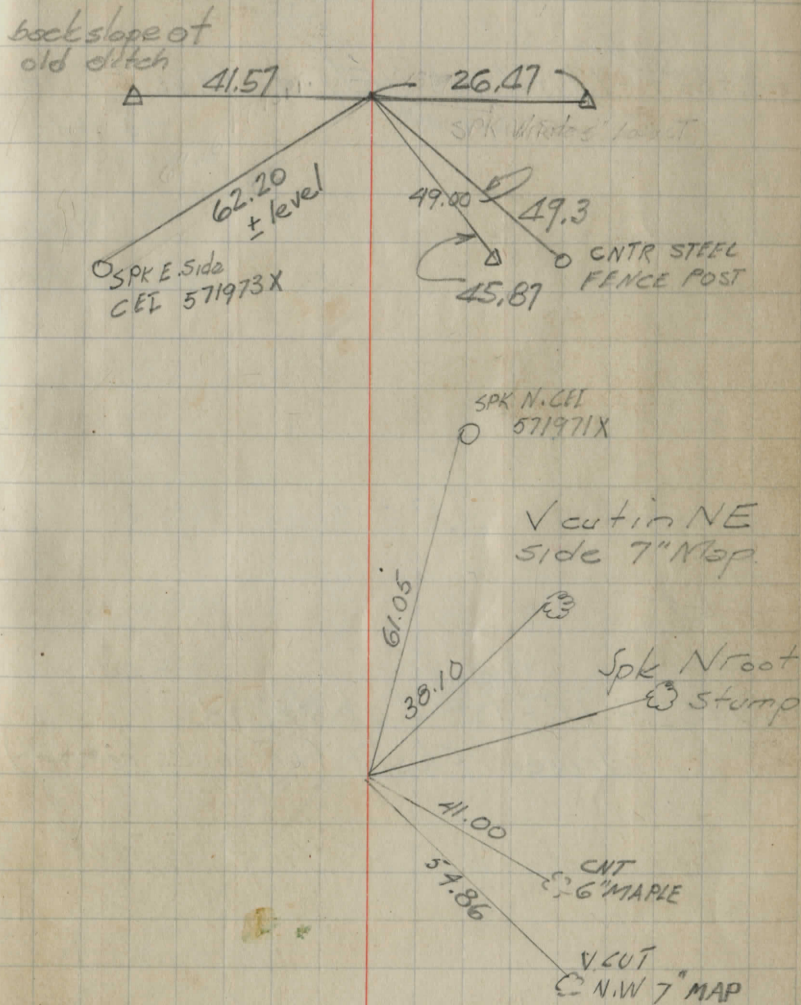 backslope of
old ditch
41.57
26.47
SPK
62.20
± level
49.00
49.3
SPK E. Side
CEI 571973X
CNTR STEEL
FENCE POST
45.87
SPK N. CEI
571971X
V cut in NE
side 7" Map
61.05
38.10
Spk N root
stump
41.00
54.86
CNT
6" MAPLE
V CUT
N.W 7" MAP